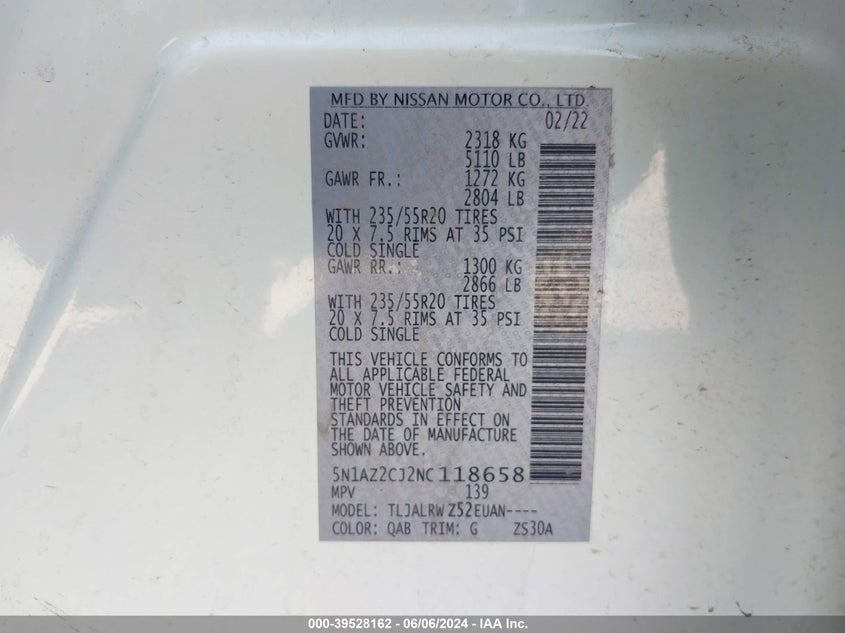 MFD BY NISSAN MOTOR CO., LTD.
DATE: 02/22
GVWR: 2318 KG
5110 LB
GAWR FR.: 1272 KG
2804 LB
WITH 235/55R20 TIRES
20 X 7.5 RIMS AT 35 PSI
COLD SINGLE
GAWR RR.: 1300 KG
2866 LB
WITH 235/55R20 TIRES
20 X 7.5 RIMS AT 35 PSI
COLD SINGLE
THIS VEHICLE CONFORMS TO
ALL APPLICABLE FEDERAL
MOTOR VEHICLE SAFETY AND
THEFT PREVENTION
STANDARDS IN EFFECT ON
THE DATE OF MANUFACTURE
SHOWN ABOVE.
5N1AZ2CJ2NC118658
MPV 139
MODEL: TLJALRW Z52EUAN----
COLOR: QAB TRIM: G ZS30A
000-39528162 - 06/06/2024 - IAA Inc.